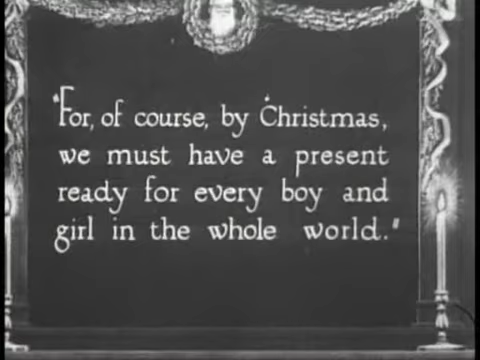 "For, of course, by Christmas,
we must have a present
ready for every boy and
girl in the whole world."